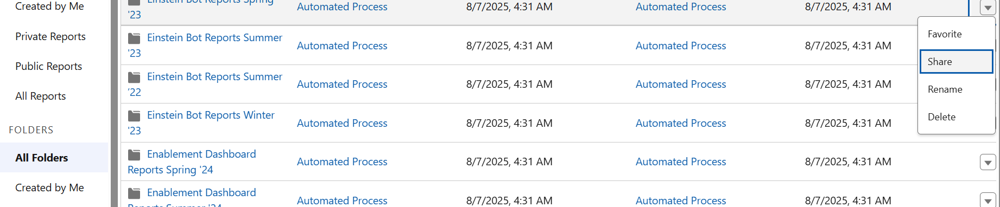 Created by Me
Private Reports
Public Reports
All Reports
FOLDERS
All Folders
Created by Me
Einstein Bot Reports Spring
'23
Automated Process
8/7/2025, 4:31 AM
Automated Process
8/7/2025, 4:31 AM
Einstein Bot Reports Summer
'23
Automated Process
8/7/2025, 4:31 AM
Automated Process
8/7/2025, 4:31 AM
Einstein Bot Reports Summer
’22
Automated Process
8/7/2025, 4:31 AM
Automated Process
8/7/2025, 4:31 AM
Einstein Bot Reports Winter
'23
Automated Process
8/7/2025, 4:31 AM
Automated Process
8/7/2025, 4:31 AM
Enablement Dashboard
Reports Spring '24
Automated Process
8/7/2025, 4:31 AM
Automated Process
8/7/2025, 4:31 AM
Enablement Dashboard
Reports Summer '24
Automated Process
8/7/2025, 4:31 AM
Automated Process
8/7/2025, 4:31 AM
Favorite
Share
Rename
Delete